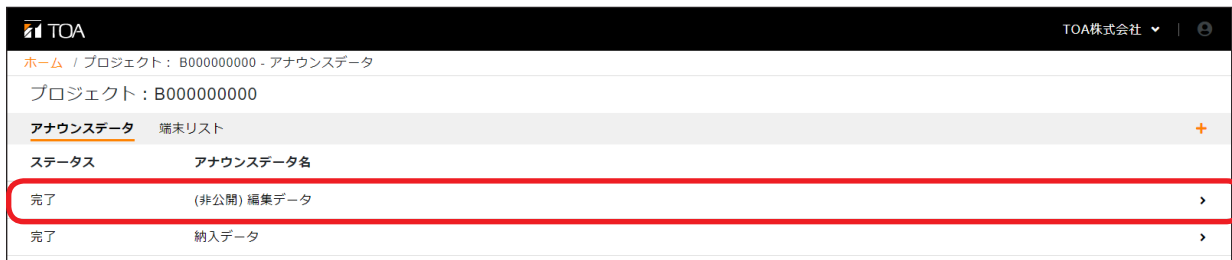 TOA TOA株式会社
ホーム / プロジェクト： B000000000 - アナウンスデータ
プロジェクト：B000000000
アナウンスデータ 端末リスト +
ステータス アナウンスデータ名
完了 (非公開) 編集データ
完了 納入データ